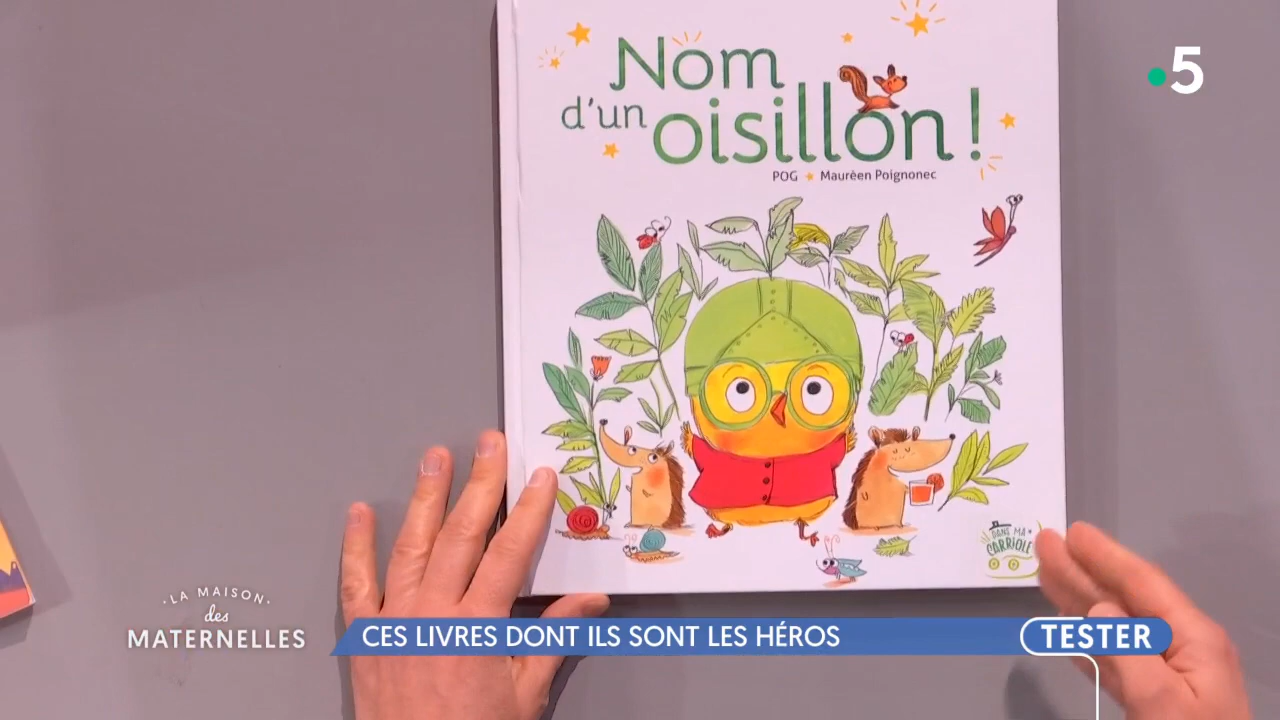 Nom
d'un oisillon !
POG ★ Maurèen Poignonec
5
DANS MA
CARRIOLE
·LA MAISON·
des
MATERNELLES
CES LIVRES DONT ILS SONT LES HÉROS
TESTER